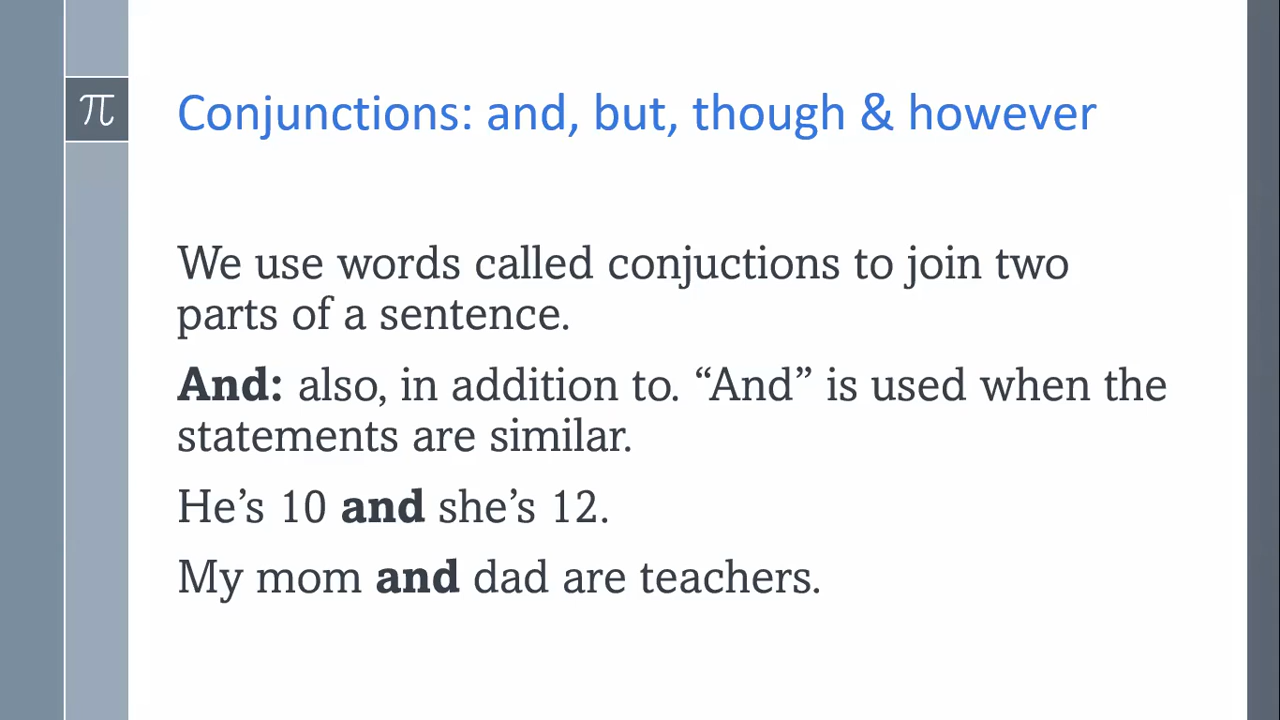 π
Conjunctions: and, but, though & however
We use words called conjuctions to join two
parts of a sentence.
And: also, in addition to. “And” is used when the
statements are similar.
He’s 10 and she’s 12.
My mom and dad are teachers.